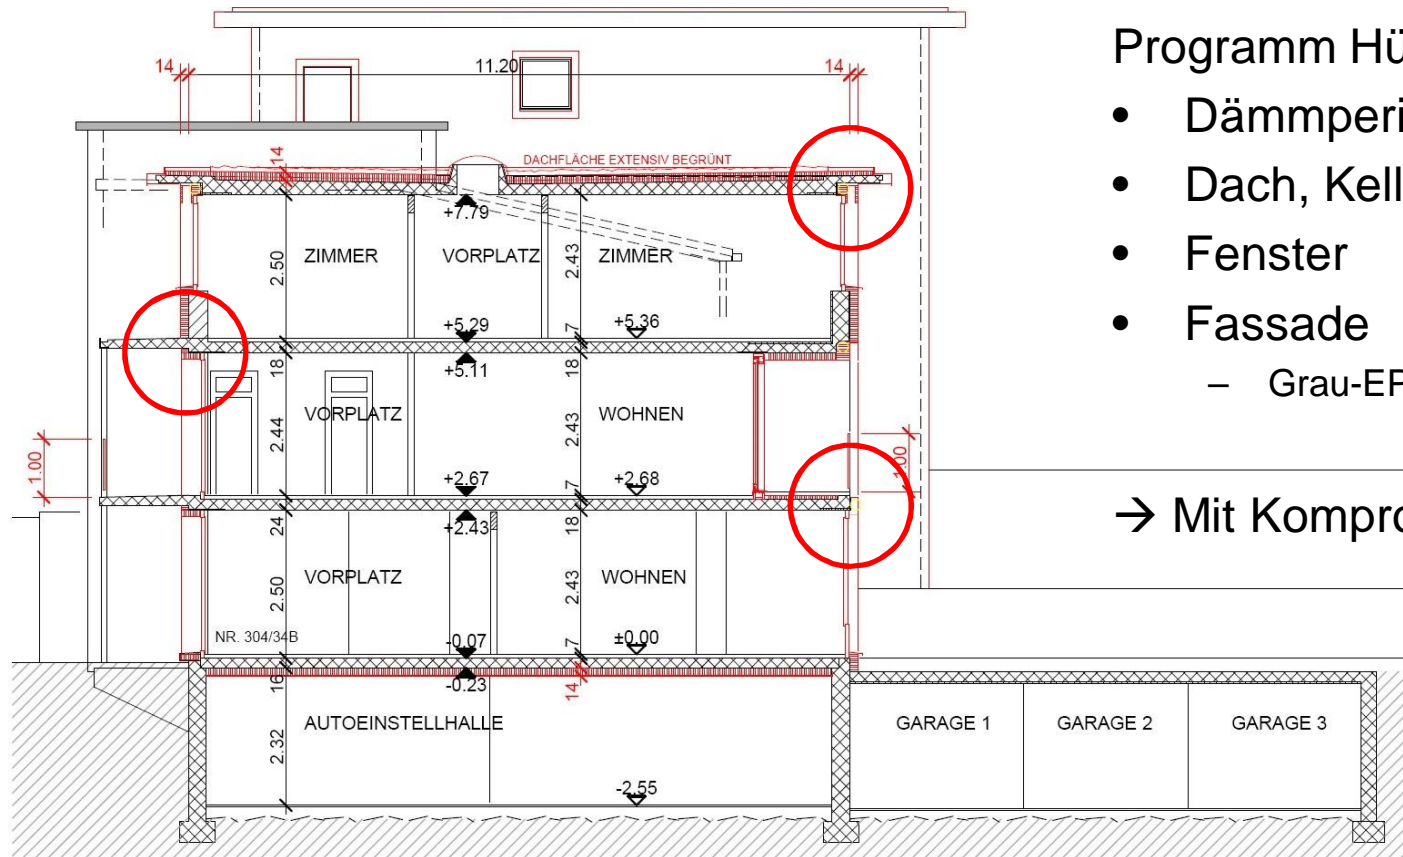 14
11.20
14
14
DACHFLÄCHE EXTENSIV BEGRÜNT
+7.79
ZIMMER
VORPLATZ
ZIMMER
2.50
2.43
+5.29
7
+5.36
18
+5.11
18
VORPLATZ
WOHNEN
2.44
2.43
1.00
1.00
+2.67
7
+2.68
24
+2.43
18
VORPLATZ
WOHNEN
2.50
2.43
NR. 304/34B
-0.07
7
±0.00
16
-0.23
14
AUTOEINSTELLHALLE
GARAGE 1
GARAGE 2
GARAGE 3
2.32
-2.55
Programm Hü
• Dämmperi
• Dach, Kell
• Fenster
• Fassade
– Grau-EP
→ Mit Kompro